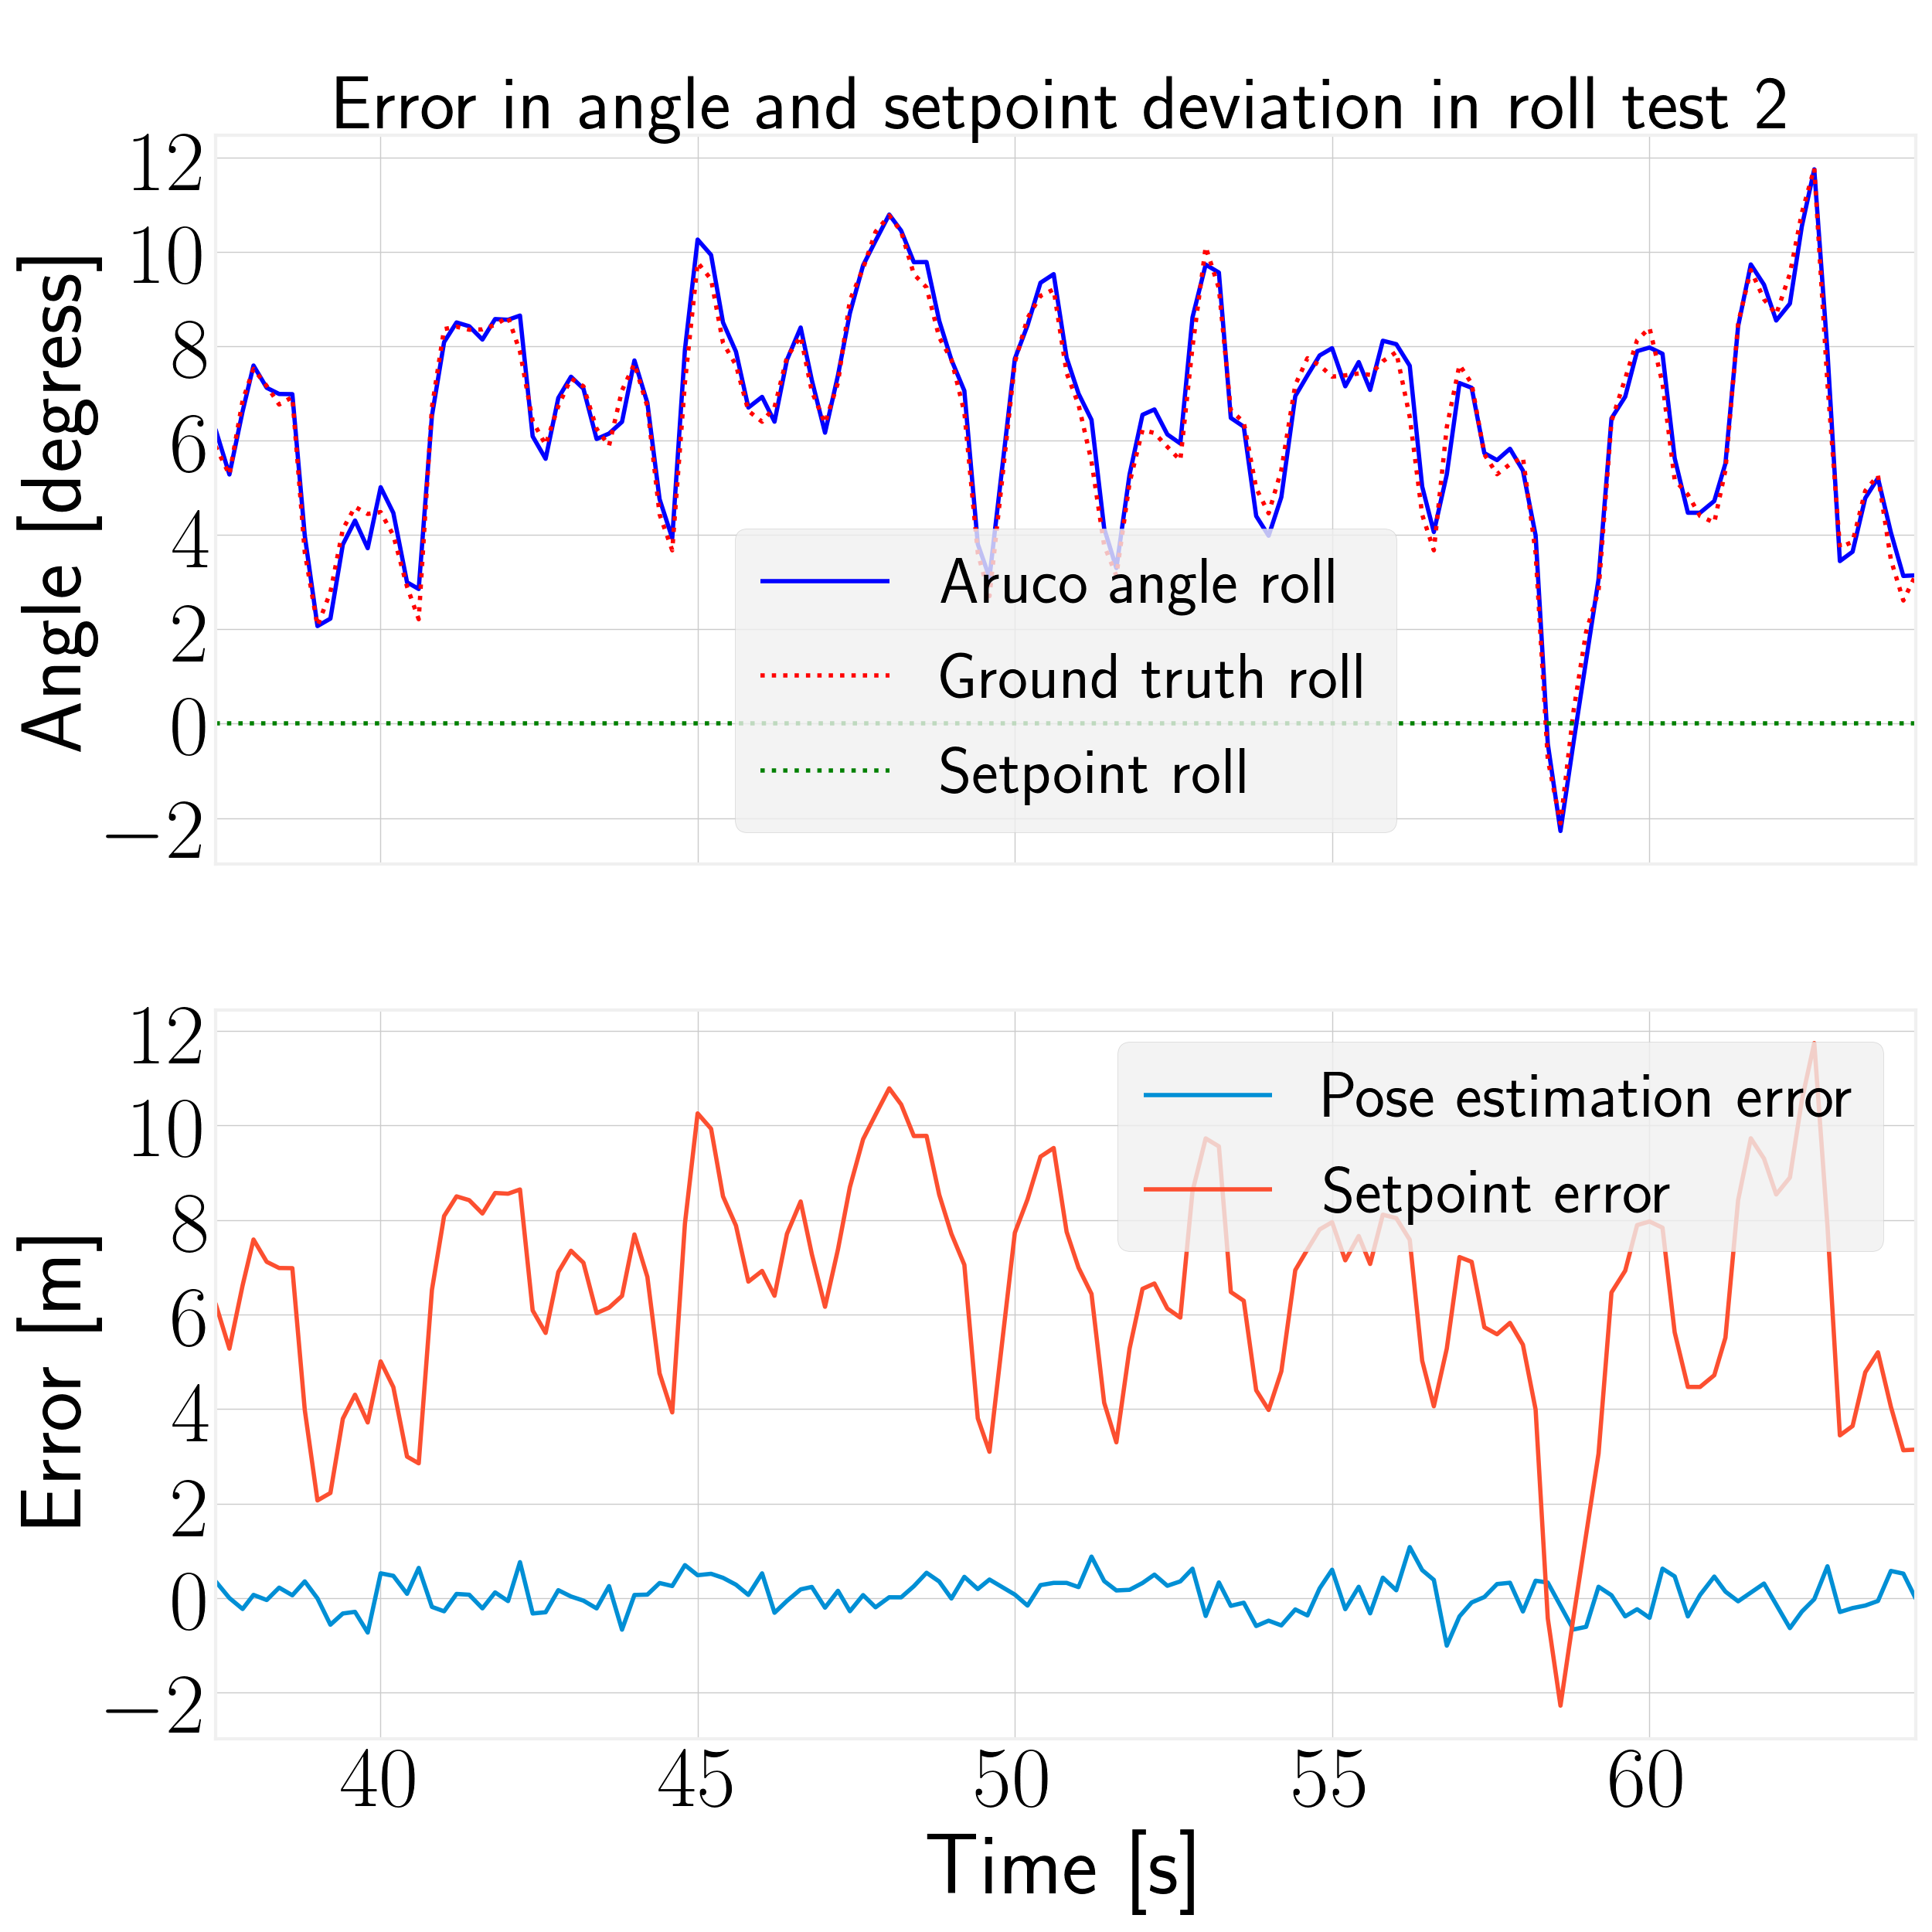 Error in angle and setpoint deviation in roll test 2
12
10
8
6
4
2
0
−2
Angle [degress]
Aruco angle roll
Ground truth roll
Setpoint roll
12
10
8
6
4
2
0
−2
Error [m]
Pose estimation error
Setpoint error
40 45 50 55 60
Time [s]